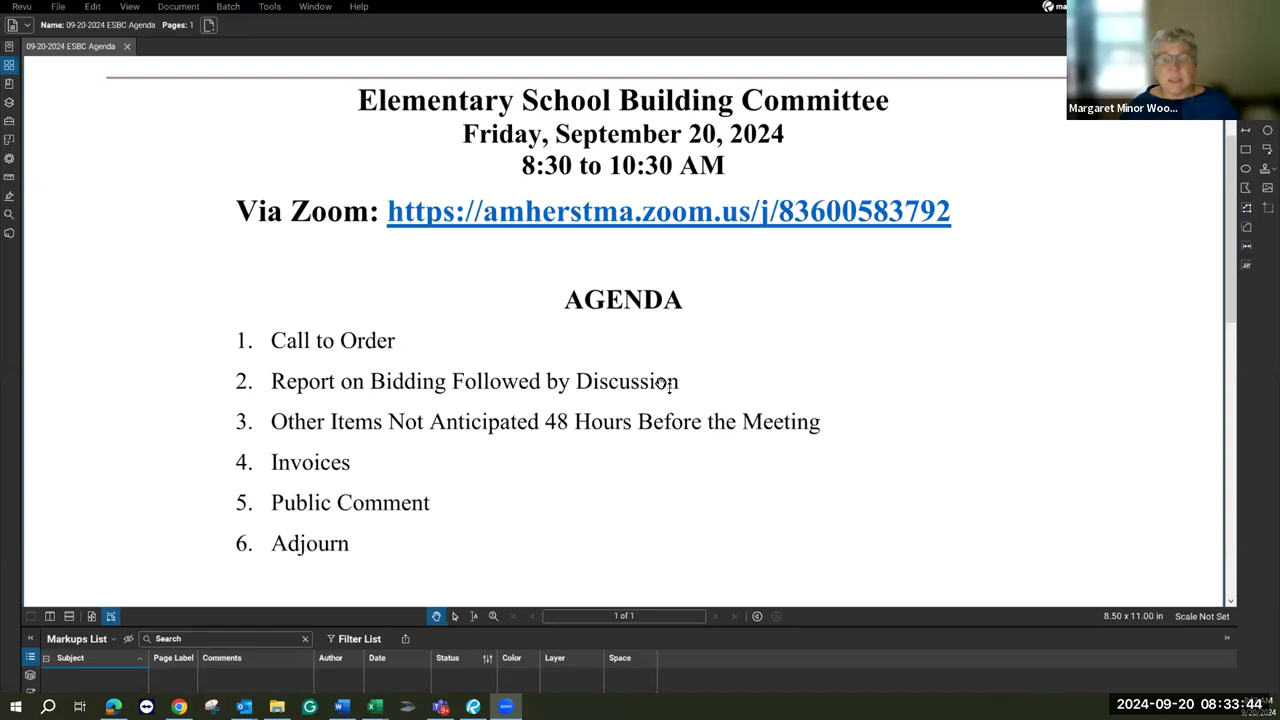 Revu File Edit View Document Batch Tools Window Help
Name: 09-20-2024 ESBC Agenda Pages: 1
09-20-2024 ESBC Agenda
Margaret Minor Woo...
Elementary School Building Committee
Friday, September 20, 2024
8:30 to 10:30 AM
Via Zoom: https://amherstma.zoom.us/j/83600583792
AGENDA
1. Call to Order
2. Report on Bidding Followed by Discussion
3. Other Items Not Anticipated 48 Hours Before the Meeting
4. Invoices
5. Public Comment
6. Adjourn
1 of 1
8.50 x 11.00 in Scale Not Set
Markups List Search Filter List
Subject Page Label Comments Author Date Status Color Layer Space
2024-09-20 08:33:44
9/20/2024